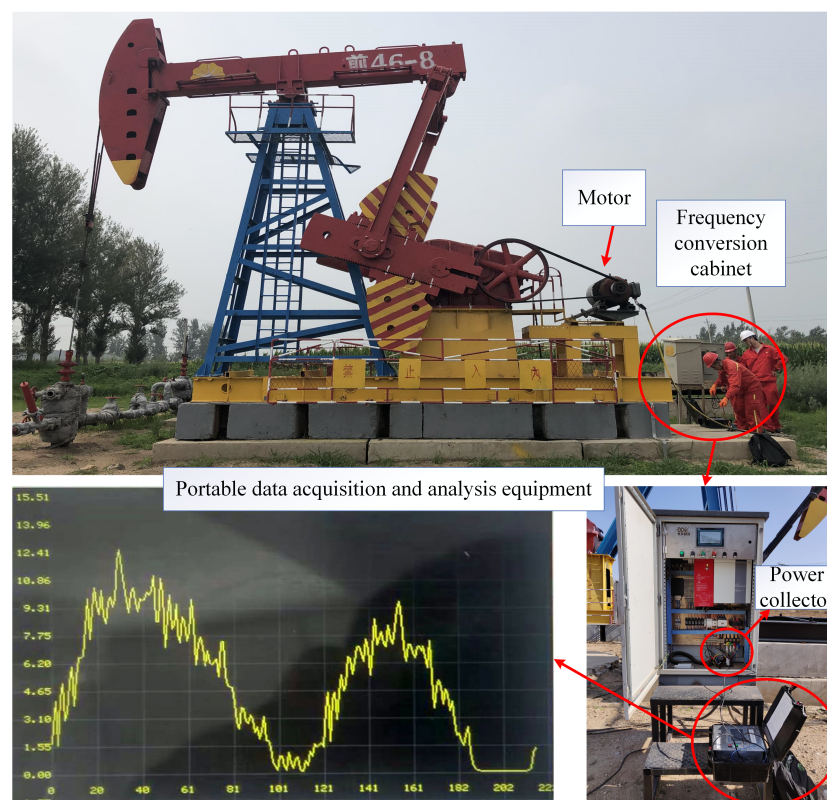 前46-8
Motor
Frequency
conversion
cabinet
禁 止 入 内
Portable data acquisition and analysis equipment
15.51
13.96
12.41
10.86
9.31
7.75
6.20
4.65
3.10
1.55
0.00
0 20 40 61 81 101 121 141 161 182 202 222
Power
collecto